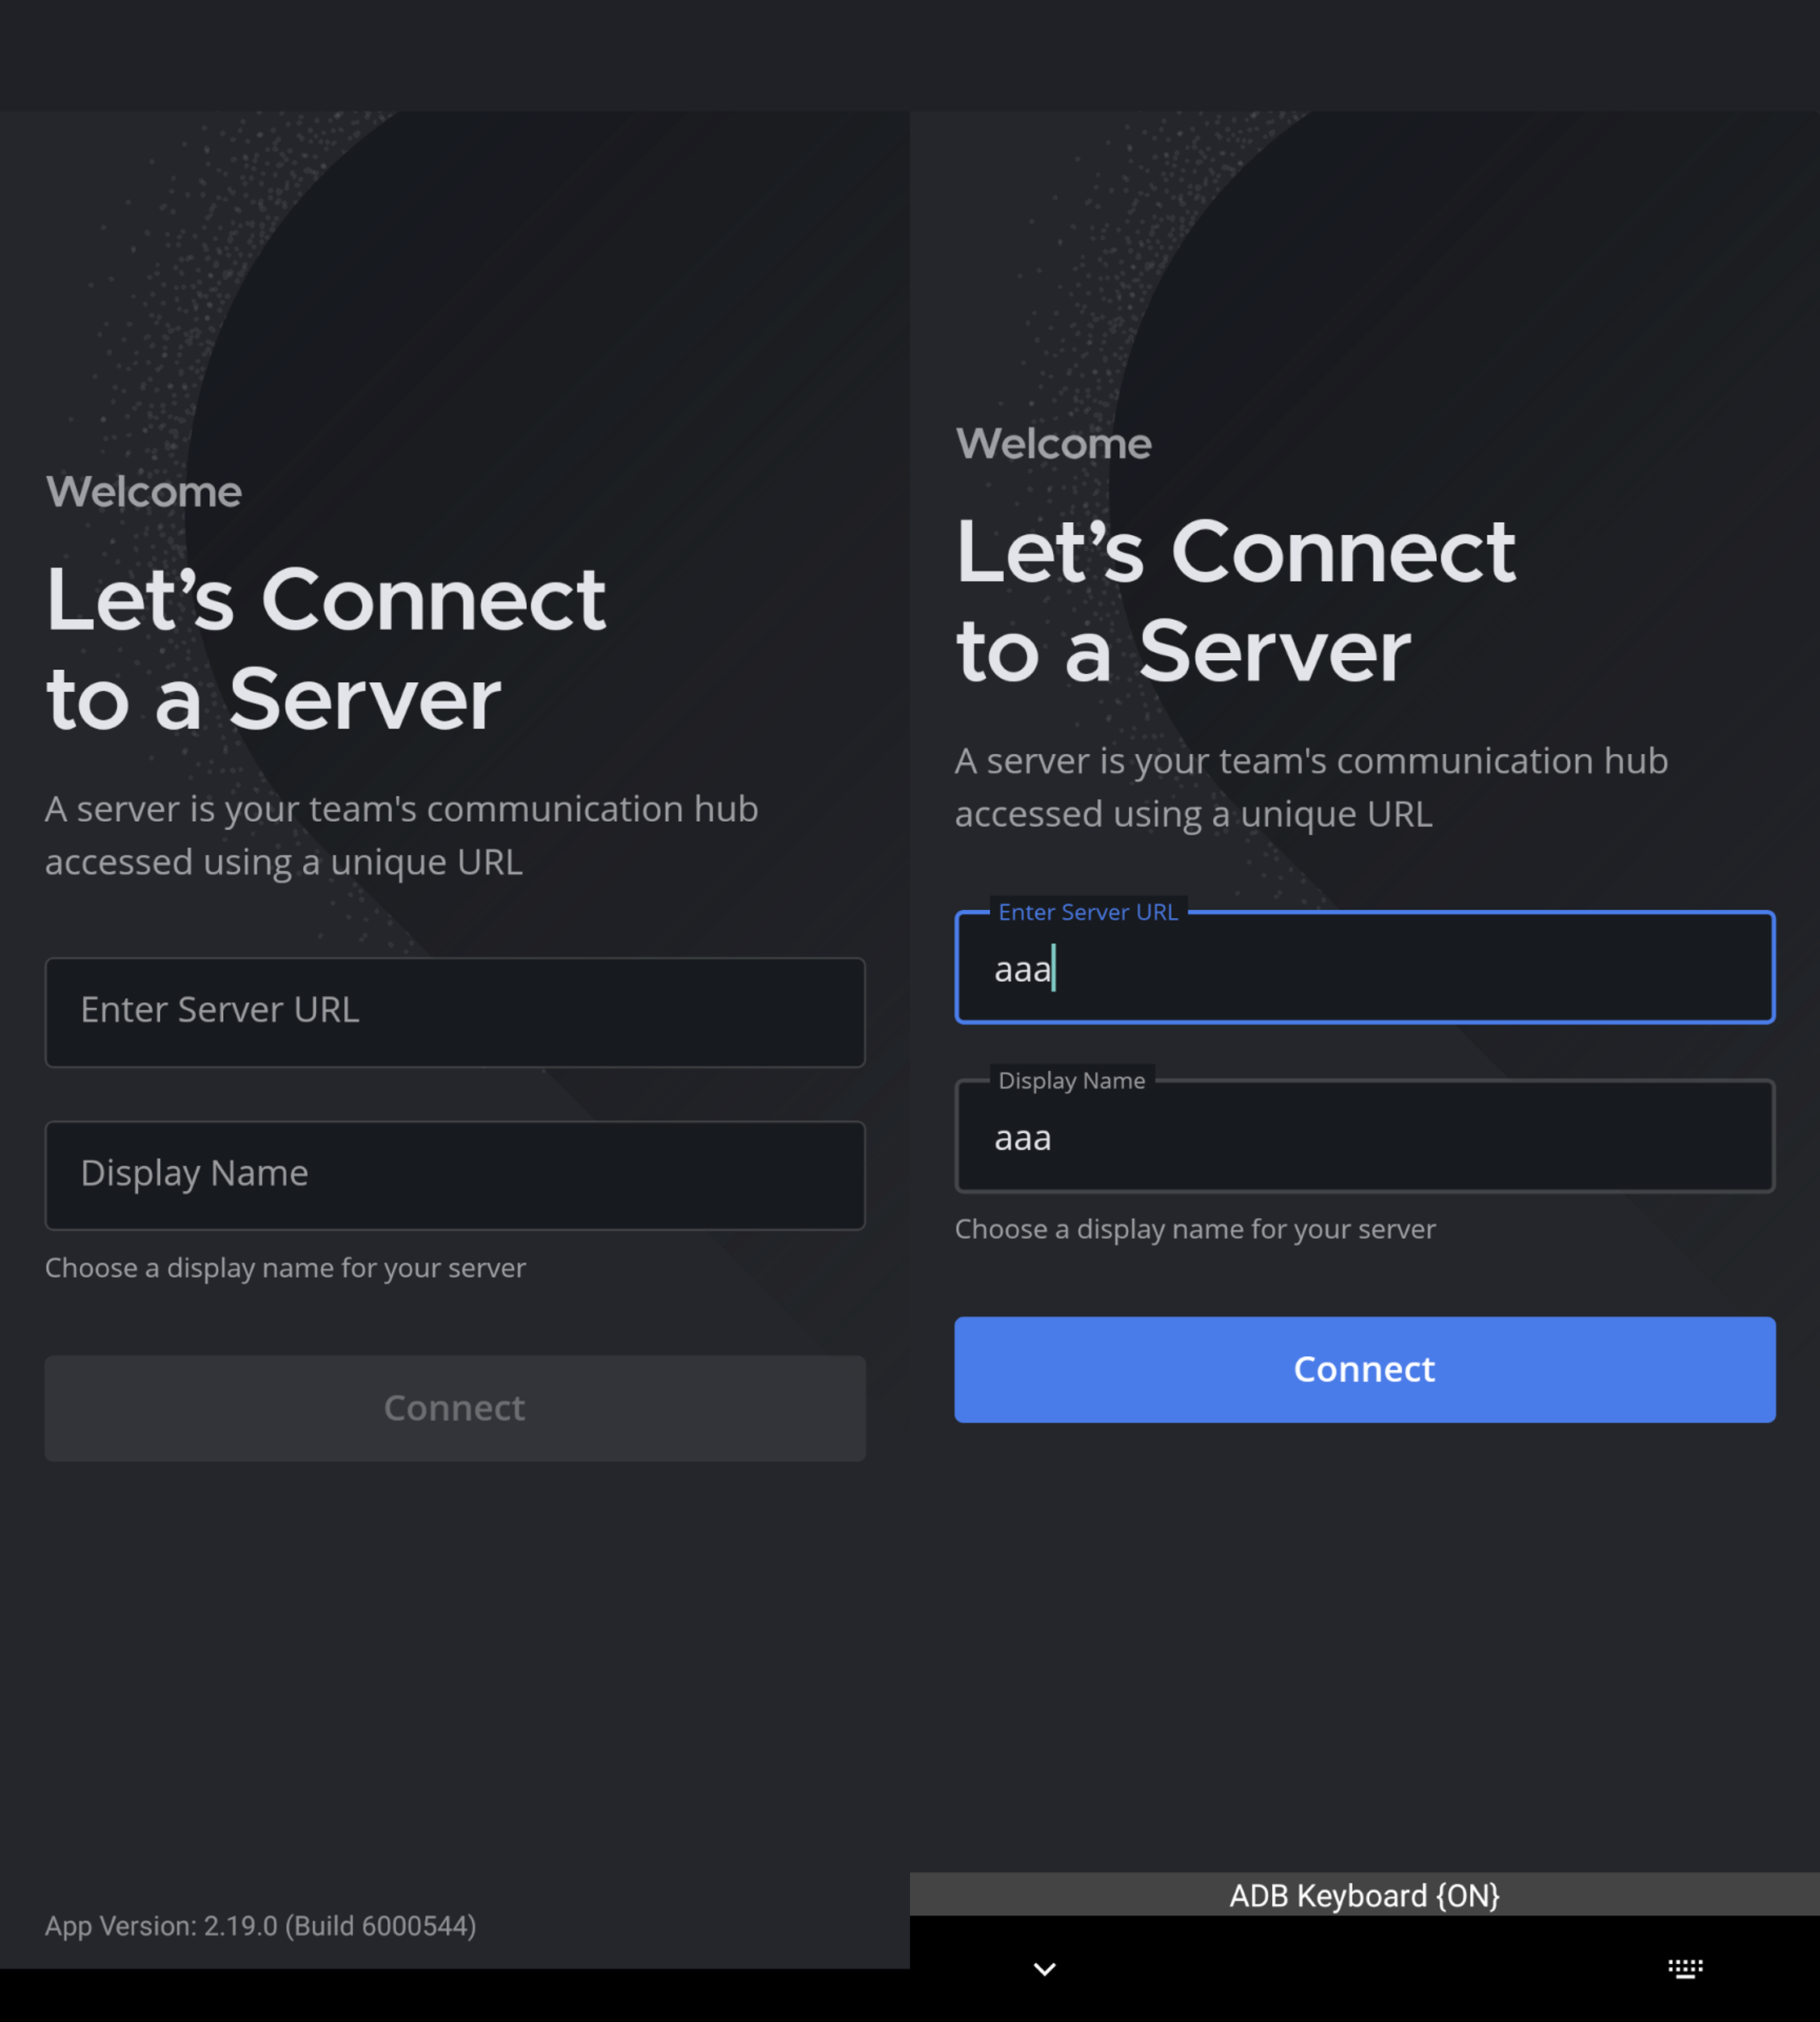 Welcome
Let’s Connect
to a Server
A server is your team's communication hub
accessed using a unique URL
Enter Server URL
Display Name
Choose a display name for your server
Connect
App Version: 2.19.0 (Build 6000544)
Welcome
Let’s Connect
to a Server
A server is your team's communication hub
accessed using a unique URL
Enter Server URL
aaa
Display Name
aaa
Choose a display name for your server
Connect
ADB Keyboard {ON}